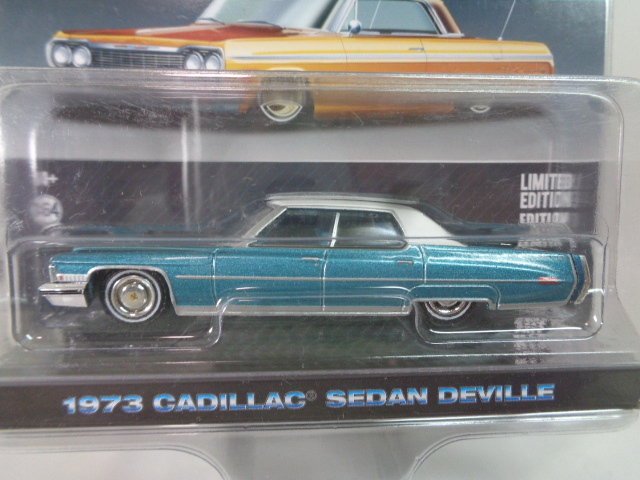 LIMITED
EDITION
EDITION
1973 CADILLAC® SEDAN DEVILLE